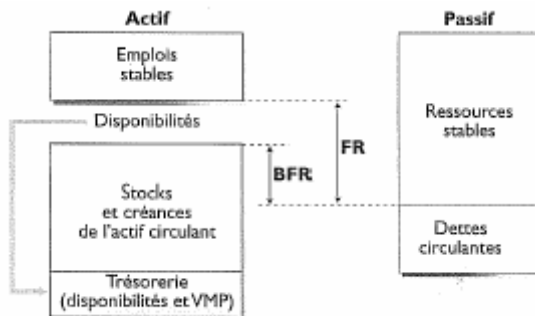 Actif
Emplois
stables
Disponibilités
Stocks
et créances
de l'actif circulant
Trésorerie
(disponibilités et VMP)
BFR
FR
Passif
Ressources
stables
Dettes
circulantes